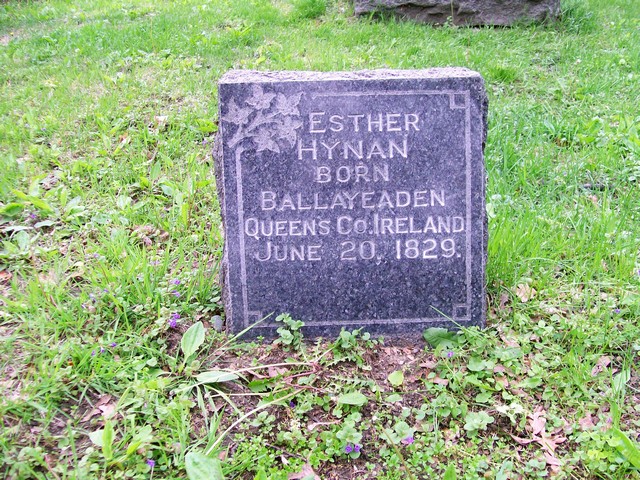 ESTHER
HYNAN
BORN
BALLAYEADEN
QUEENS CO. IRELAND
JUNE 20, 1829.